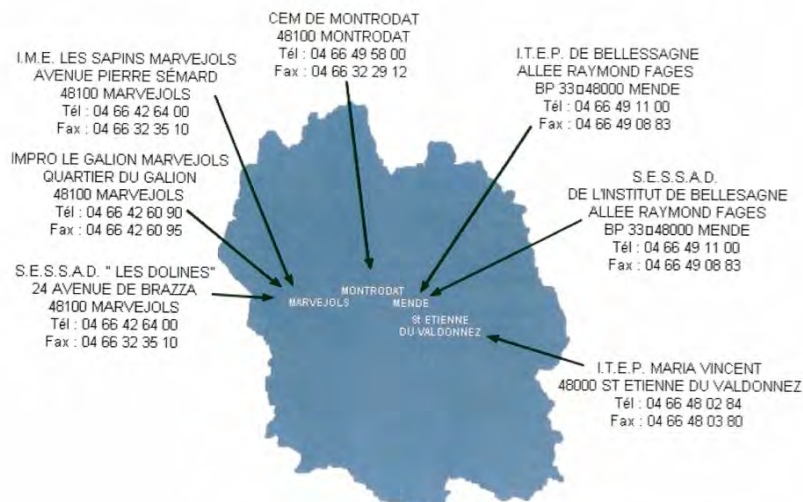 CEM DE MONTRODAT
48100 MONTRODAT
Tél : 04 66 49 58 00
Fax : 04 66 32 29 12
I.M.E. LES SAPINS MARVEJOLS
AVENUE PIERRE SÉMARD
48100 MARVEJOLS
Tél : 04 66 42 64 00
Fax : 04 66 32 35 10
I.T.E.P. DE BELLESSAGNE
ALLEE RAYMOND FAGES
BP 33□48000 MENDE
Tél : 04 66 49 11 00
Fax : 04 66 49 08 83
IMPRO LE GALION MARVEJOLS
QUARTIER DU GALION
48100 MARVEJOLS
Tél : 04 66 42 60 90
Fax : 04 66 42 60 95
S.E.S.S.A.D.
DE L'INSTITUT DE BELLESAGNE
ALLEE RAYMOND FAGES
BP 33□48000 MENDE
Tél : 04 66 49 11 00
Fax : 04 66 49 08 83
S.E.S.S.A.D. " LES DOLINES"
24 AVENUE DE BRAZZA
48100 MARVEJOLS
Tél : 04 66 42 64 00
Fax : 04 66 32 35 10
MONTRODAT
MARVEJOLS
MENDE
St ETIENNE
DU VALDONNEZ
I.T.E.P. MARIA VINCENT
48000 ST ETIENNE DU VALDONNEZ
Tél : 04 66 48 02 84
Fax : 04 66 48 03 80